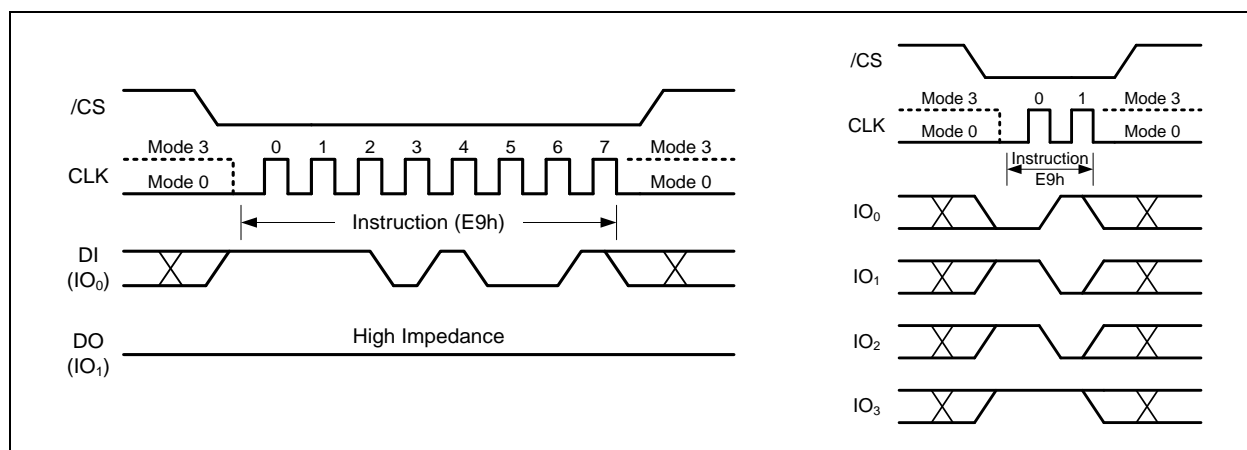 /CS
Mode 3 0 1 2 3 4 5 6 7 Mode 3
CLK
Mode 0 Mode 0
Instruction (E9h)
DI
(IO₀)
High Impedance
DO
(IO₁)
/CS
Mode 3 0 1 Mode 3
CLK
Mode 0 Mode 0
Instruction
E9h
IO₀
IO₁
IO₂
IO₃